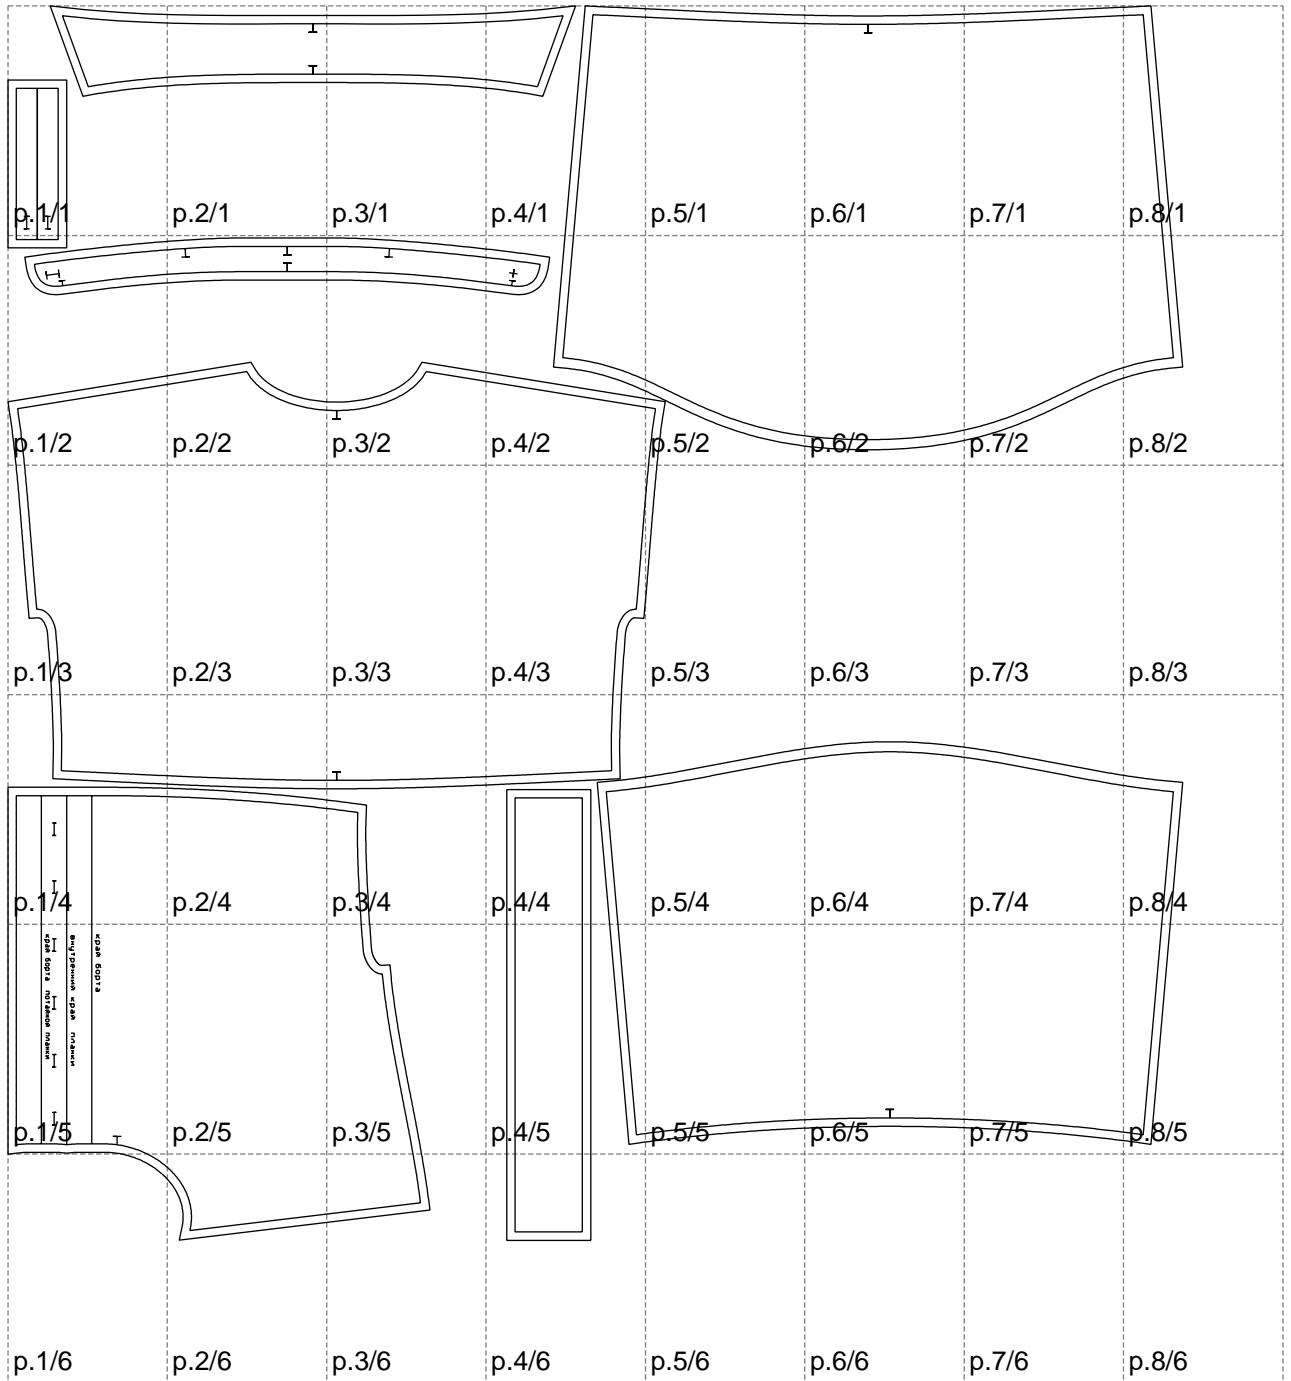 p.1/1 p.2/1 p.3/1 p.4/1 p.5/1 p.6/1 p.7/1 p.8/1
p.1/2 p.2/2 p.3/2 p.4/2 p.5/2 p.6/2 p.7/2 p.8/2
p.1/3 p.2/3 p.3/3 p.4/3 p.5/3 p.6/3 p.7/3 p.8/3
p.1/4 p.2/4 p.3/4 p.4/4 p.5/4 p.6/4 p.7/4 p.8/4
край борта потайной планки
внутренний край планки
край борта
p.1/5 p.2/5 p.3/5 p.4/5 p.5/5 p.6/5 p.7/5 p.8/5
p.1/6 p.2/6 p.3/6 p.4/6 p.5/6 p.6/6 p.7/6 p.8/6